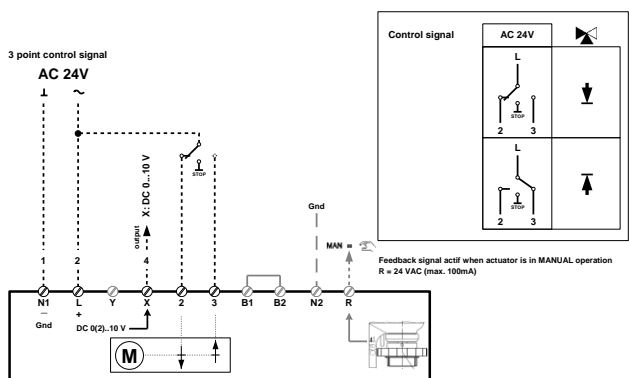 3 point control signal
AC 24V
⊥ ~
STOP
output
X: DC 0...10 V
1 2 4
Gnd
MAN =
N1 L Y X 2 3 B1 B2 N2 R
– +
Gnd
DC 0(2)..10 V
M
Control signal
AC 24V
L
STOP
2 3
L
STOP
2 3
Feedback signal actif when actuator is in MANUAL operation
R = 24 VAC (max. 100mA)